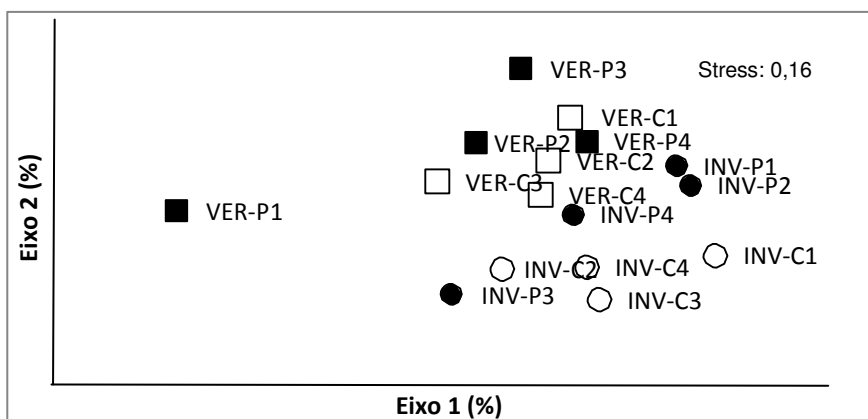 VER-P3
Stress: 0,16
VER-C1
VER-P2
VER-P4
VER-C2
INV-P1
INV-P2
VER-C3
VER-C4
VER-P1
INV-P4
INV-C1
INV-C2
INV-C4
INV-P3
INV-C3
Eixo 2 (%)
Eixo 1 (%)